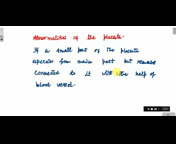 Abnormalities of the placenta-
If a small part of the placenta
seperates from main part but remains
connected to it with the help of
blood vessel-